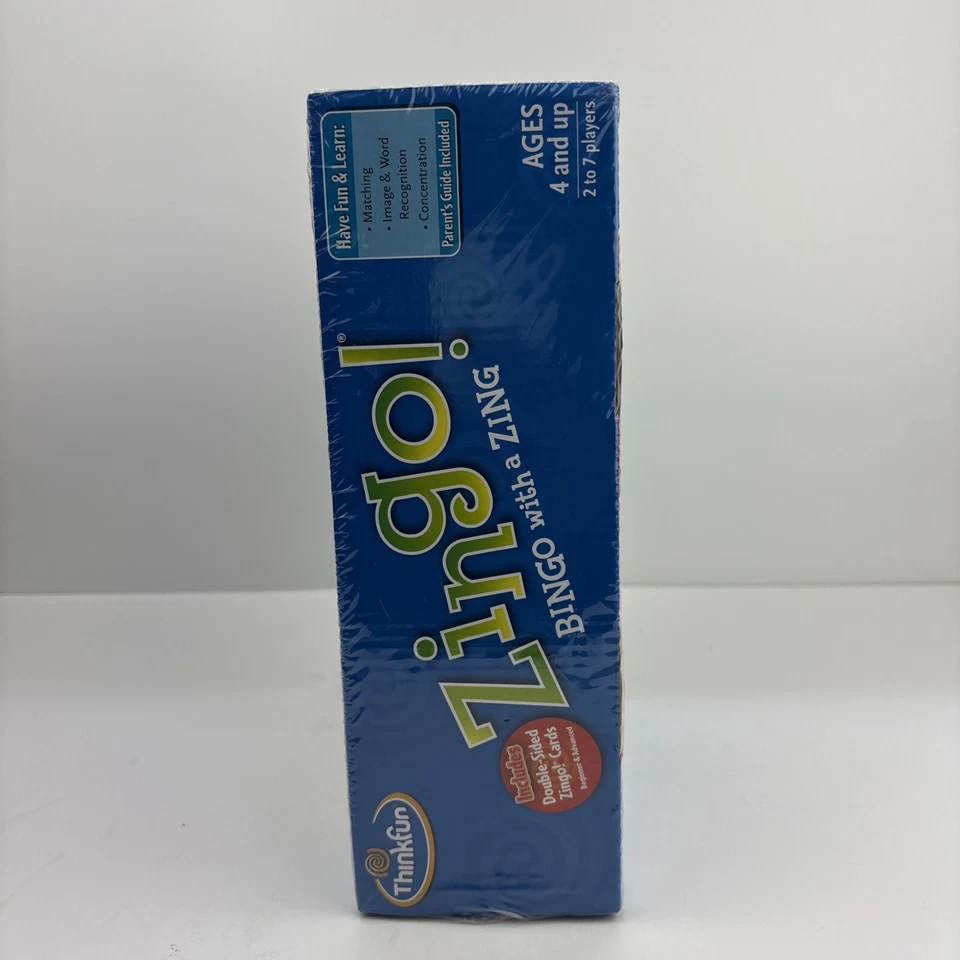 Thinkfun
Zingo!®
BINGO with a ZING
Includes
Double-Sided
Zingo!® Cards
Beginner & Advanced
Have Fun & Learn:
• Matching
• Image & Word
Recognition
• Concentration
Parent's Guide Included
AGES
4 and up
2 to 7 players